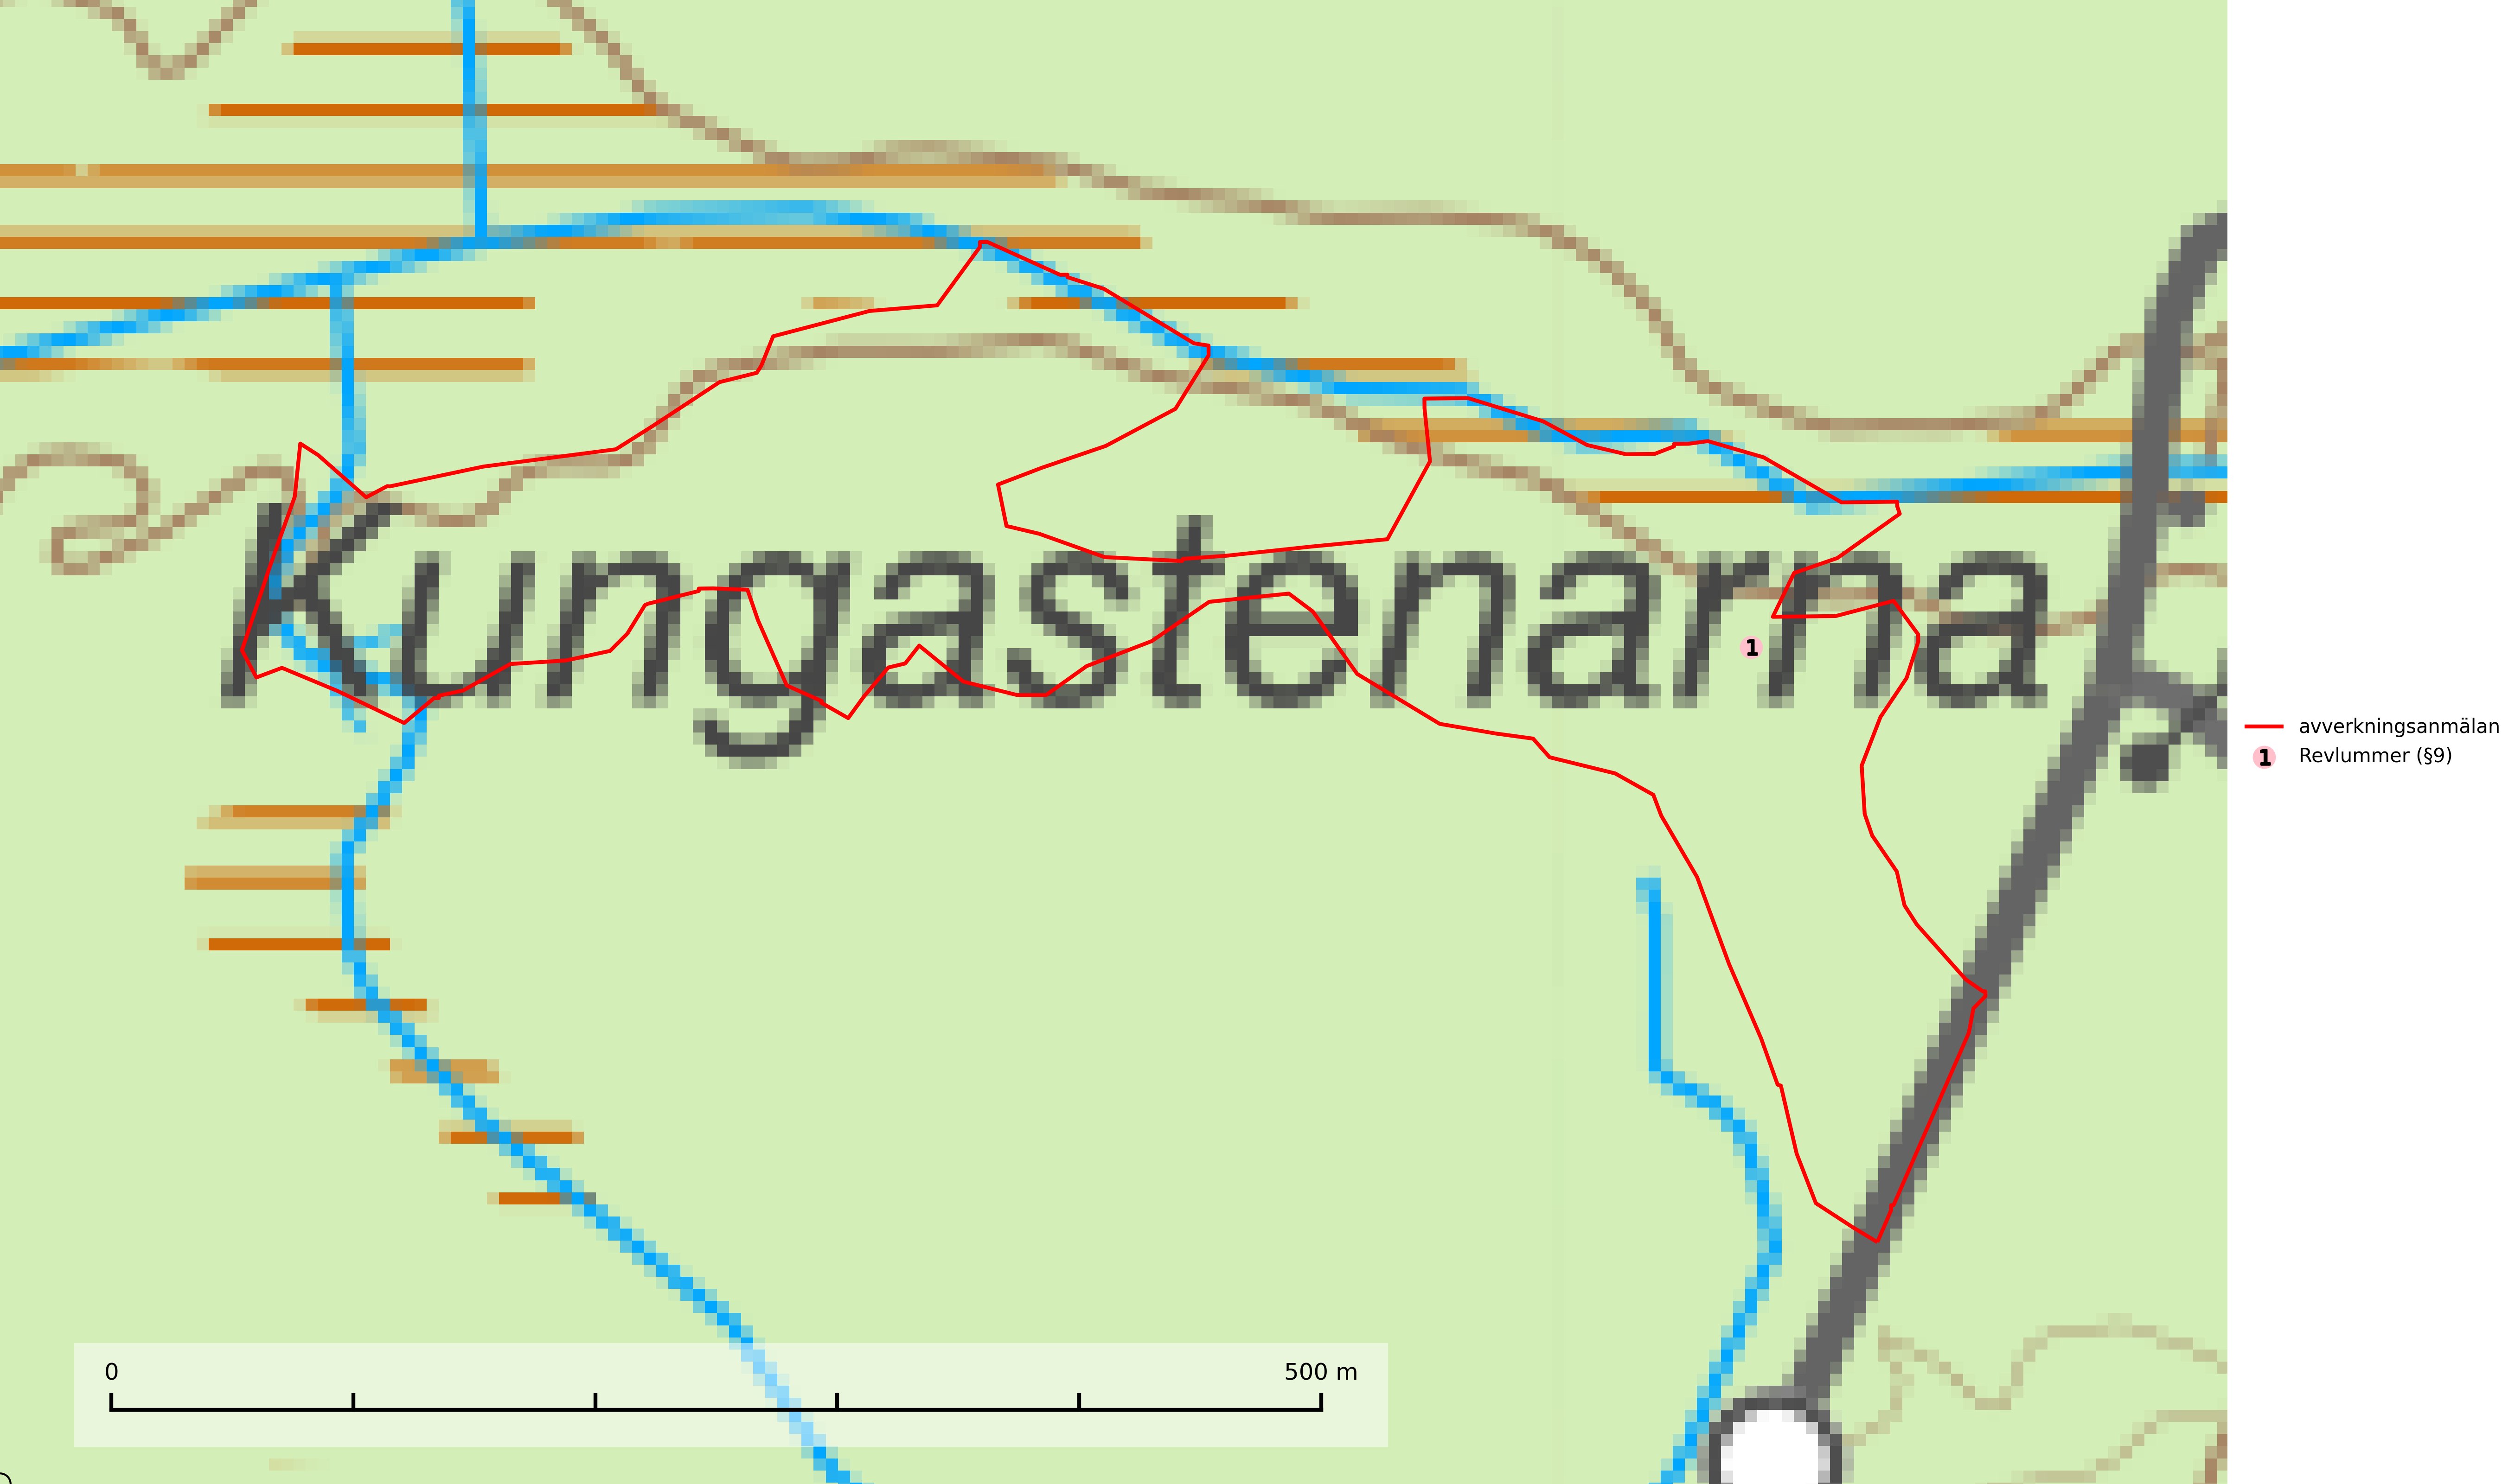 Kungastenarna
1
avverkningsanmälan
1 Revlummer (§9)
0 500 m